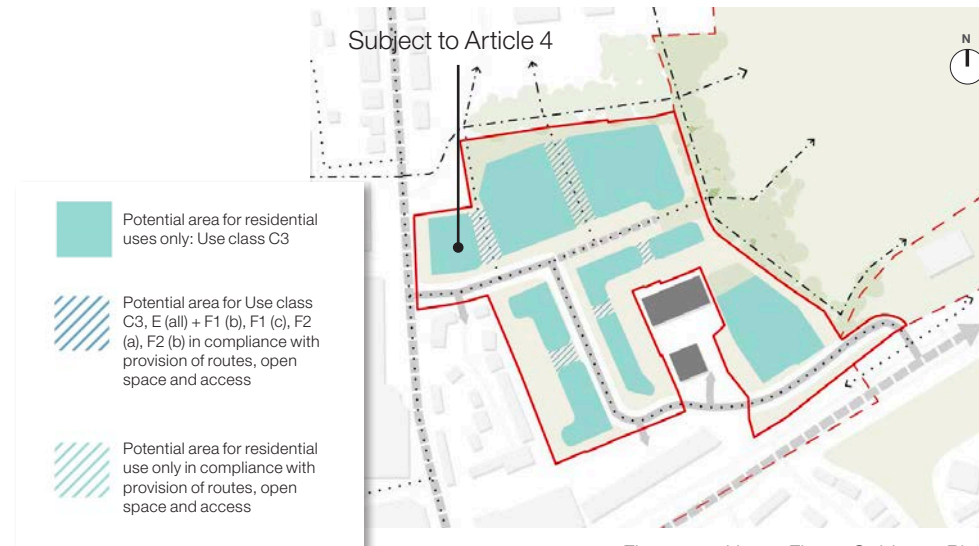 Subject to Article 4
N
Potential area for residential
uses only: Use class C3
Potential area for Use class
C3, E (all) + F1 (b), F1 (c), F2
(a), F2 (b) in compliance with
provision of routes, open
space and access
Potential area for residential
use only in compliance with
provision of routes, open
space and access